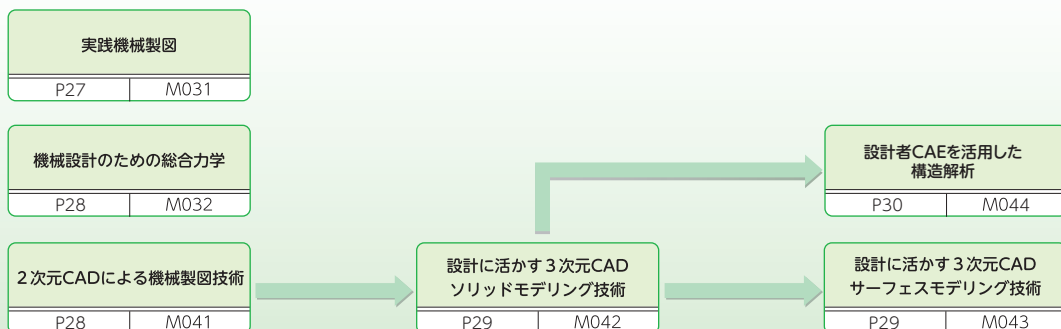 実践機械製図
P27 M031
機械設計のための総合力学
P28 M032
設計者CAEを活用した
構造解析
P30 M044
2次元CADによる機械製図技術
P28 M041
設計に活かす3次元CAD
ソリッドモデリング技術
P29 M042
設計に活かす3次元CAD
サーフェスモデリング技術
P29 M043